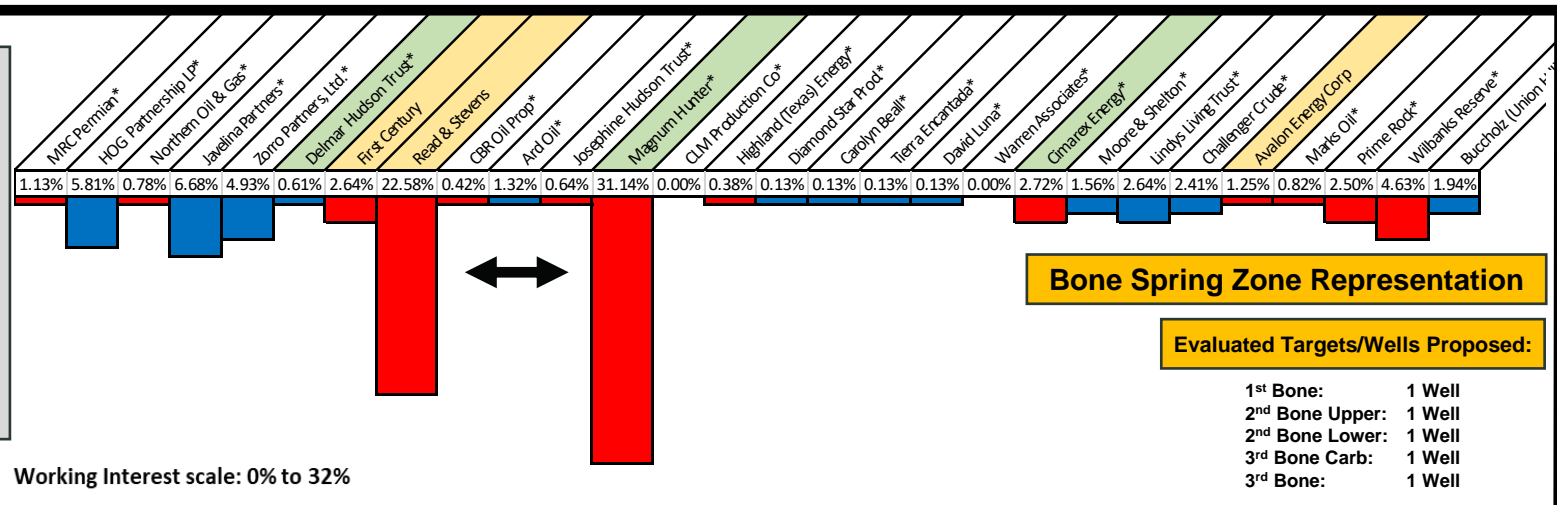 MRC Permian*
HOG Partnership LP*
Northern Oil & Gas*
Javelina Partners*
Zorro Partners, Ltd.*
Delmar Hudson Trust*
First Century
Read & Stevens
CBR Oil Prop*
Ard Oil*
Josephine Hudson Trust*
Magnum Hunter*
CLM Production Co*
Highland (Texas) Energy*
Diamond Star Prod*
Carolyn Beall*
Tierra Encantada*
David Luna*
Warren Associates*
Cimarex Energy*
Moore & Shelton*
Lindys Living Trust*
Challenger Crude*
Avalon Energy Corp
Marks Oil*
Prime Rock*
Wilbanks Reserve*
Buccholz (Union
1.13% 5.81% 0.78% 6.68% 4.93% 0.61% 2.64% 22.58% 0.42% 1.32% 0.64% 31.14% 0.00% 0.38% 0.13% 0.13% 0.13% 0.13% 0.00% 2.72% 1.56% 2.64% 2.41% 1.25% 0.82% 2.50% 4.63% 1.94%
Bone Spring Zone Representation
Evaluated Targets/Wells Proposed:
1st Bone: 1 Well
2nd Bone Upper: 1 Well
2nd Bone Lower: 1 Well
3rd Bone Carb: 1 Well
3rd Bone: 1 Well
Working Interest scale: 0% to 32%